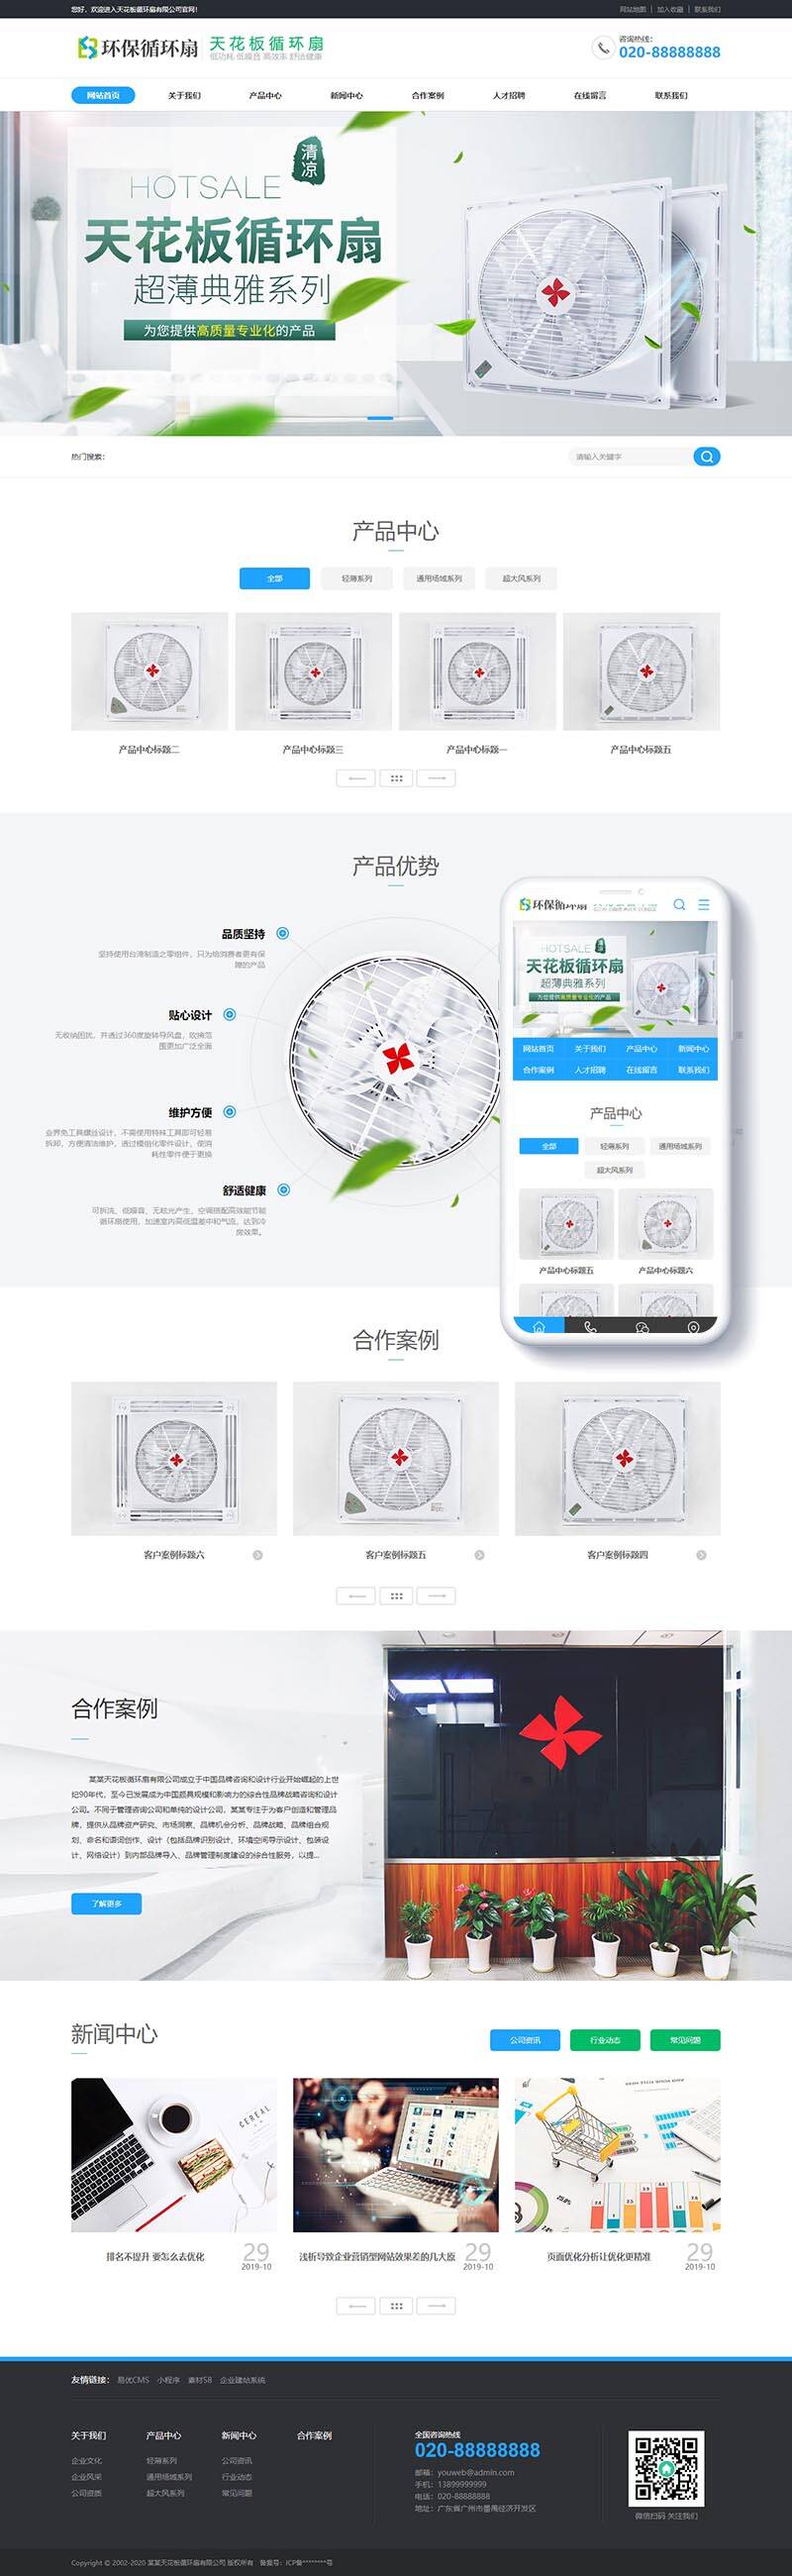 您好，欢迎进入天花板循环扇有限公司官网！
网站地图 | 加入收藏 | 联系我们
环保循环扇
天花板循环扇
低功耗 低噪音 高效率 舒适健康
咨询热线：
020-88888888
网站首页 关于我们 产品中心 新闻中心 合作案例 人才招聘 在线留言 联系我们
清凉
HOTSALE
天花板循环扇
超薄典雅系列
为您提供高质量专业化的产品
热门搜索：
请输入关键字
产品中心
全部 轻薄系列 通用场域系列 超大风系列
产品中心标题二 产品中心标题三 产品中心标题一 产品中心标题五
产品优势
品质坚持
坚持使用台湾制造之零组件，只为给消费者更有保
障的产品
贴心设计
无收纳困扰，开透过360度旋转导风盘，吹拂范
围更加广泛全面
维护方便
业界免工具螺丝设计，不需使用特殊工具即可轻易
拆卸，方便清洁维护，透过模组化零件设计，使消
耗性零件便于更换
舒适健康
可拆洗、低噪音、无眩光产生，空调搭配高效能节能
循环扇使用，加速室内高低温差中和气流，达到冷
房效果。
环保循环扇
HOTSALE
天花板循环扇
超薄典雅系列
为您提供高质量专业化的产品
网站首页 关于我们 产品中心 新闻中心
合作案例 人才招聘 在线留言 联系我们
产品中心
全部 轻薄系列 通用场域系列
超大风系列
产品中心标题五 产品中心标题六
合作案例
客户案例标题六 客户案例标题五 客户案例标题四
合作案例
某某天花板循环扇有限公司成立于中国品牌咨询和设计行业开始崛起的上世
纪90年代，至今已发展成为中国颇具规模和影响力的综合性品牌战略咨询和设计
公司。不同于管理咨询公司和单纯的设计公司，某某专注于为客户创造和管理品
牌，提供从品牌资产研究、市场洞察、品牌机会分析、品牌战略、品牌组合规
划、命名和语词创作、设计（包括品牌识别设计、环境空间导示设计、包装设
计、网络设计）到内部品牌导入、品牌管理制度建设的综合性服务，以提...
了解更多
新闻中心
公司资讯 行业动态 常见问题
CEREAL
排名不提升 要怎么去优化
29
2019-10
浅析导致企业营销型网站效果差的几大原
29
2019-10
页面优化分析让优化更精准
29
2019-10
友情链接： 易优CMS 小程序 素材58 企业建站系统
关于我们 产品中心 新闻中心 合作案例
企业文化 轻薄系列 公司资讯
企业风采 通用场域系列 行业动态
公司资质 超大风系列 常见问题
全国咨询热线
020-88888888
邮箱：youweb@admin.com
手机：13899999999
电话：020-88888888
地址：广东省广州市番禺经济开发区
微信扫码 关注我们
Copyright © 2002-2020 某某天花板循环扇有限公司 版权所有 备案号：ICP备********号